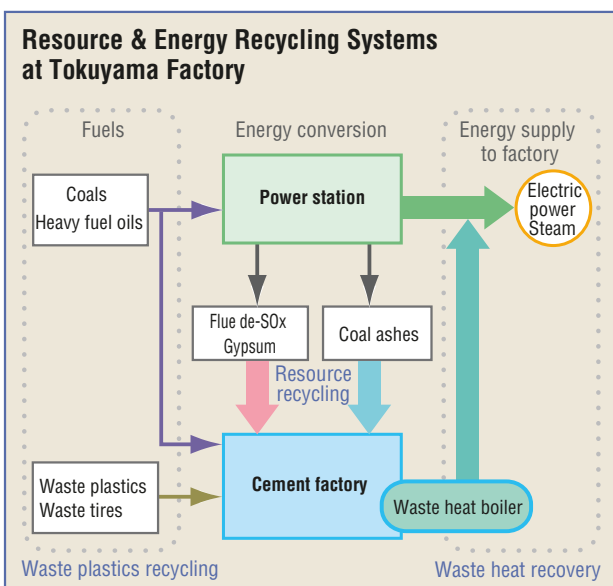 Resource & Energy Recycling Systems
at Tokuyama Factory
Fuels
Energy conversion
Energy supply
to factory
Coals
Heavy fuel oils
Power station
Electric
power
Steam
Flue de-SOx
Gypsum
Coal ashes
Resource
recycling
Waste plastics
Waste tires
Cement factory
Waste heat boiler
Waste plastics recycling
Waste heat recovery